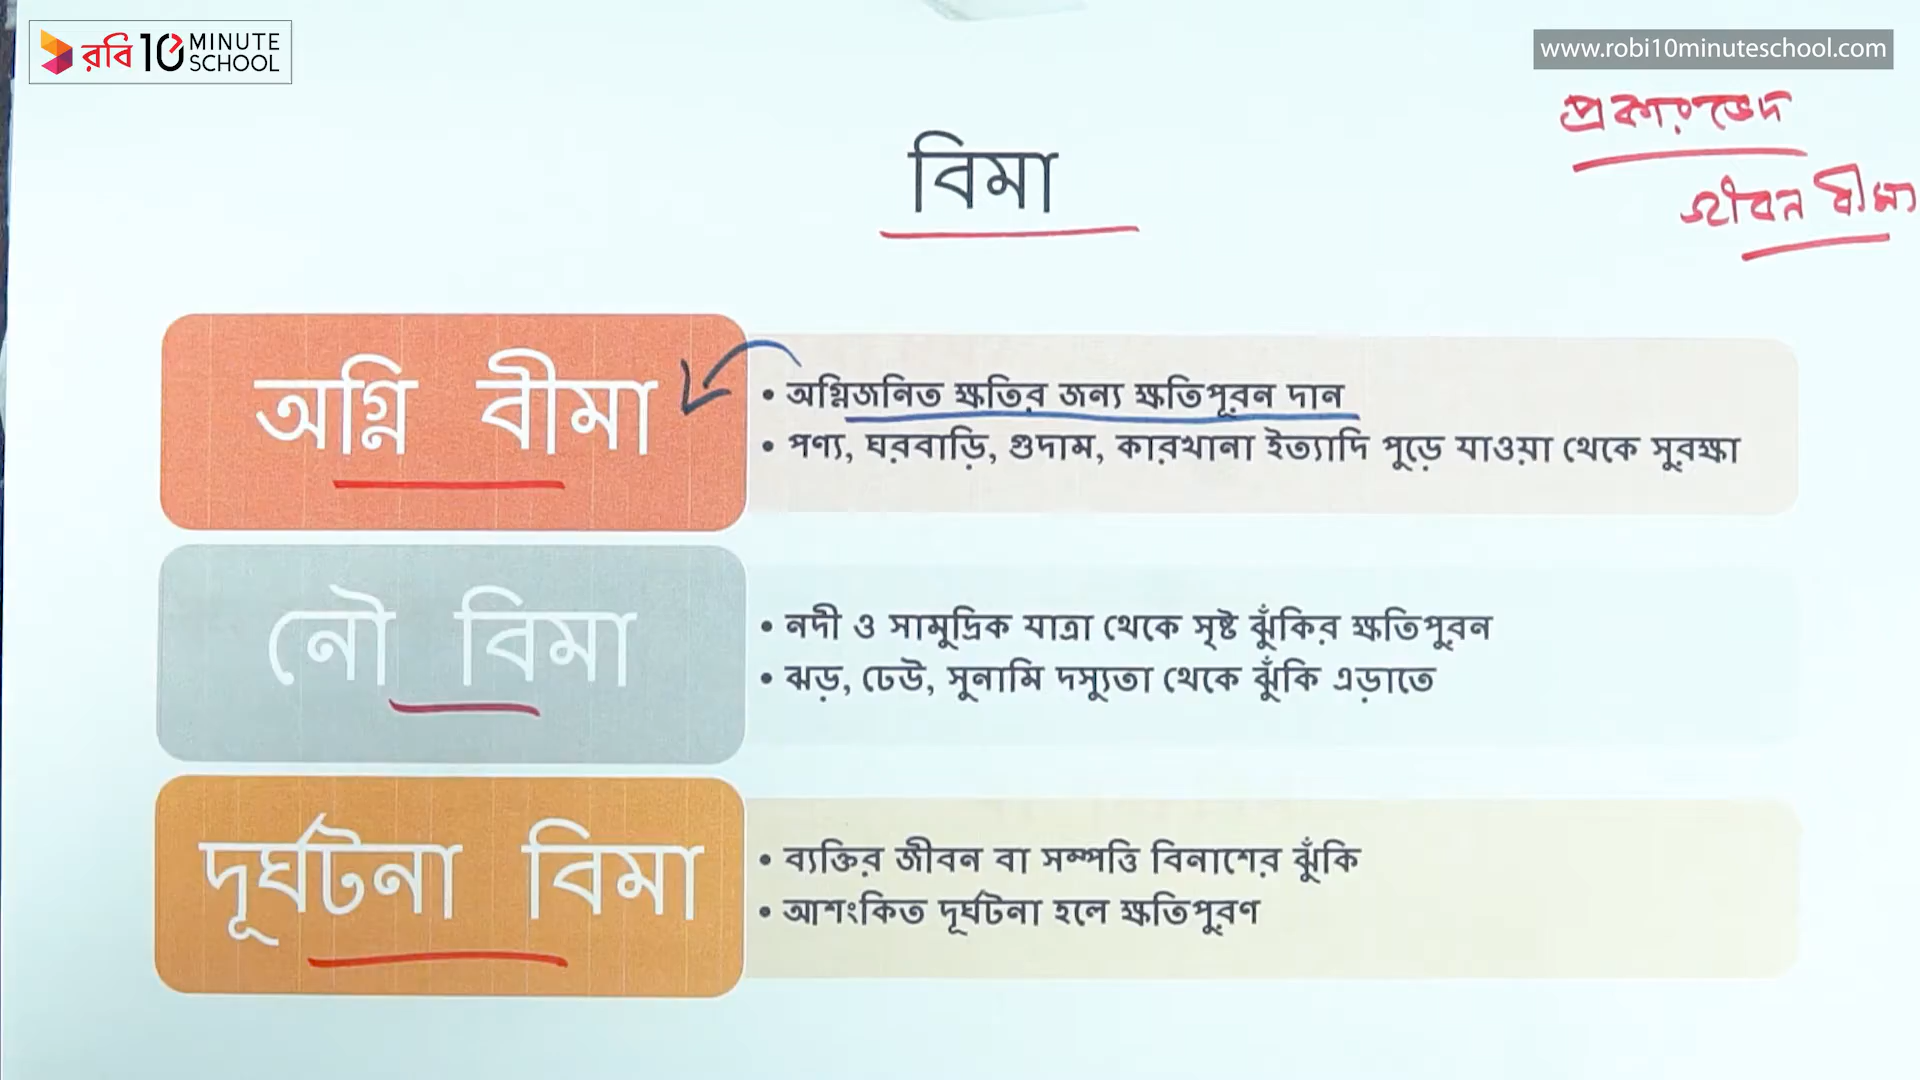 রবি 10 MINUTE SCHOOL
www.robi10minuteschool.com
প্রকারভেদ
জীবন বীমা
বিমা
অগ্নি বীমা
• অগ্নিজনিত ক্ষতির জন্য ক্ষতিপূরন দান
• পণ্য, ঘরবাড়ি, গুদাম, কারখানা ইত্যাদি পুড়ে যাওয়া থেকে সুরক্ষা
নৌ বিমা
• নদী ও সামুদ্রিক যাত্রা থেকে সৃষ্ট ঝুঁকির ক্ষতিপুরন
• ঝড়, ঢেউ, সুনামি দস্যুতা থেকে ঝুঁকি এড়াতে
দূর্ঘটনা বিমা
• ব্যক্তির জীবন বা সম্পত্তি বিনাশের ঝুঁকি
• আশংকিত দূর্ঘটনা হলে ক্ষতিপুরণ